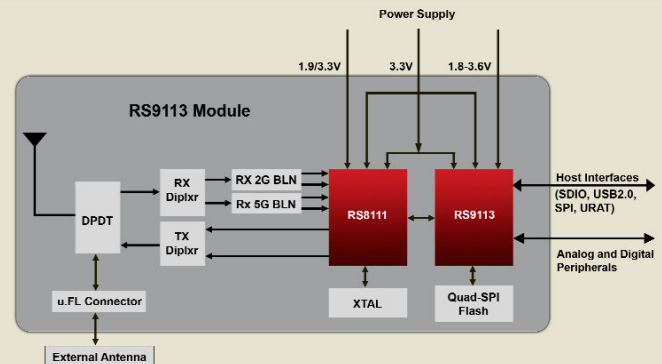 Power Supply
1.9/3.3V
3.3V
1.8-3.6V
RS9113 Module
RX
Diplxr
RX 2G BLN
Rx 5G BLN
DPDT
TX
Diplxr
RS8111
RS9113
Host Interfaces
(SDIO, USB2.0,
SPI, URAT)
Analog and Digital
Peripherals
u.FL Connector
XTAL
Quad-SPI
Flash
External Antenna